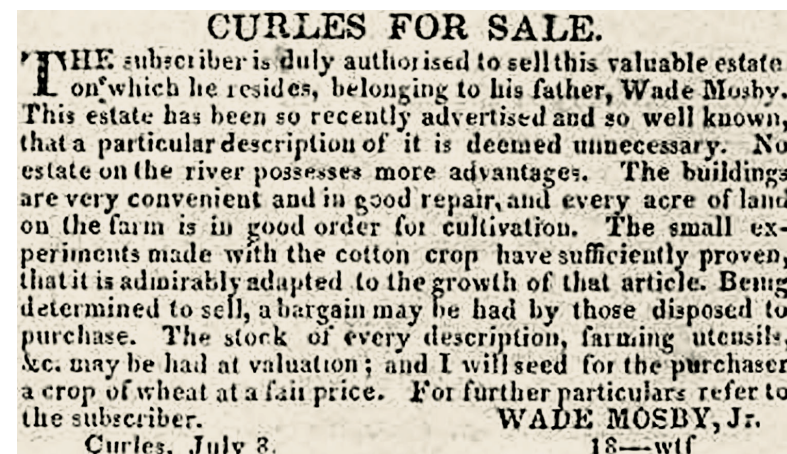 CURLES FOR SALE.
THE subscriber is duly authorised to sell this valuable estate
on which he resides, belonging to his father, Wade Mosby.
This estate has been so recently advertised and so well known,
that a particular description of it is deemed unnecessary. No
estate on the river possesses more advantages. The buildings
are very convenient and in good repair, and every acre of land
on the farm is in good order for cultivation. The small ex-
periments made with the cotton crop have sufficiently proven,
that it is admirably adapted to the growth of that article. Being
determined to sell, a bargain may be had by those disposed to
purchase. The stock of every description, farming utensils,
&c. may be had at valuation; and I will seed for the purchaser
a crop of wheat at a fair price. For further particulars refer to
the subscriber. WADE MOSBY, Jr.
Curles, July 3. 18—wtf